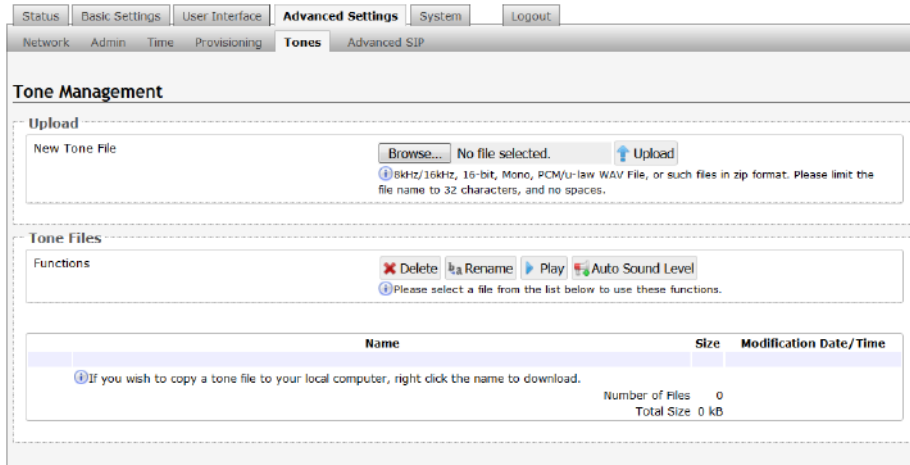 Status Basic Settings User Interface Advanced Settings System Logout
Network Admin Time Provisioning Tones Advanced SIP
Tone Management
Upload
New Tone File
Browse... No file selected. Upload
8kHz/16kHz, 16-bit, Mono, PCM/u-law WAV File, or such files in zip format. Please limit the
file name to 32 characters, and no spaces.
Tone Files
Functions
Delete Rename Play Auto Sound Level
Please select a file from the list below to use these functions.
Name Size Modification Date/Time
If you wish to copy a tone file to your local computer, right click the name to download.
Number of Files 0
Total Size 0 kB